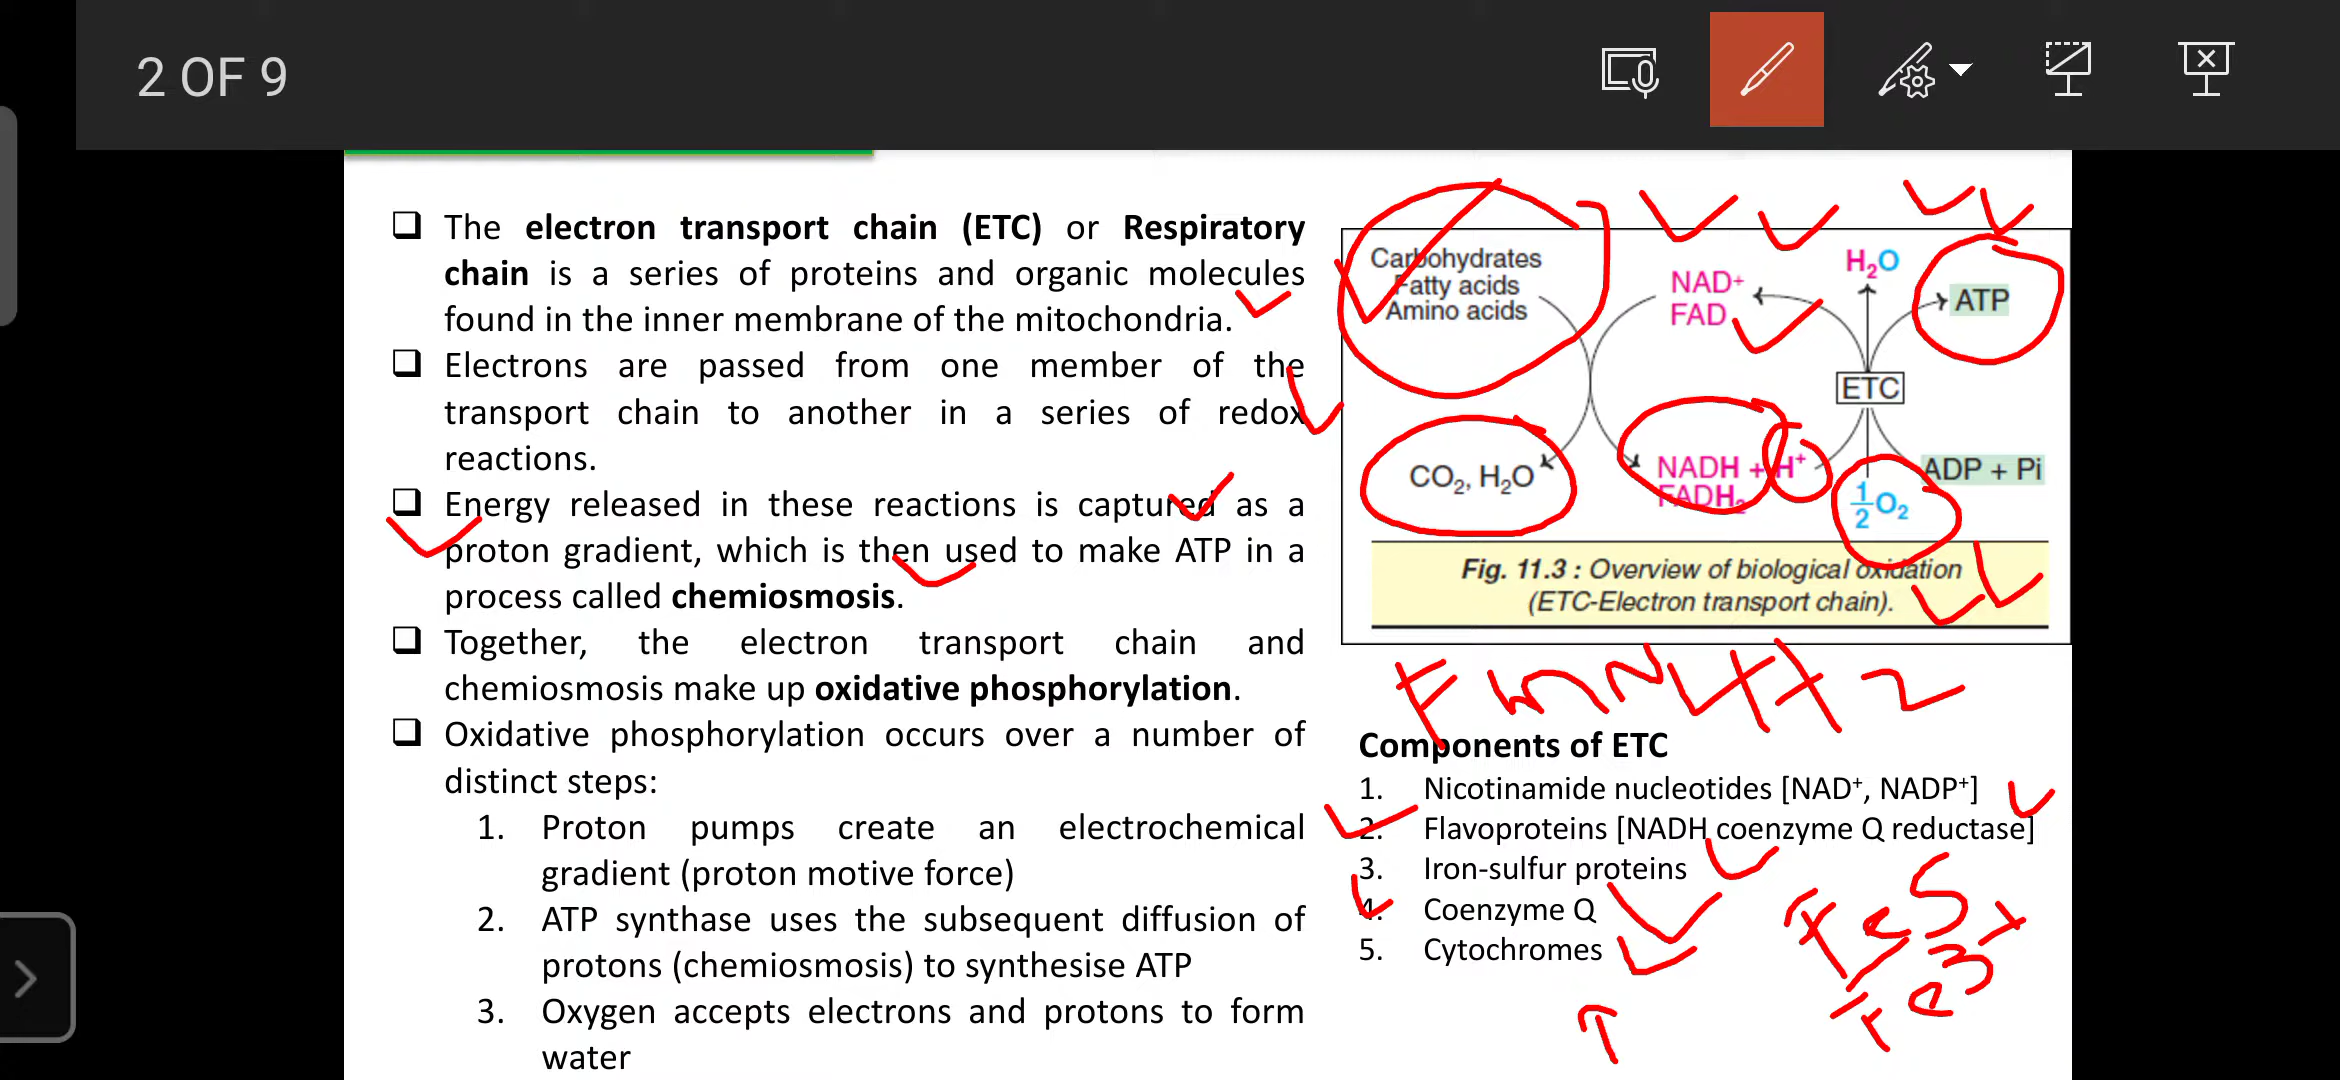 2 OF 9
❑ The electron transport chain (ETC) or Respiratory
chain is a series of proteins and organic molecules
found in the inner membrane of the mitochondria.
❑ Electrons are passed from one member of the
transport chain to another in a series of redox
reactions.
❑ Energy released in these reactions is captured as a
proton gradient, which is then used to make ATP in a
process called chemiosmosis.
❑ Together, the electron transport chain and
chemiosmosis make up oxidative phosphorylation.
❑ Oxidative phosphorylation occurs over a number of
distinct steps:
1. Proton pumps create an electrochemical
gradient (proton motive force)
2. ATP synthase uses the subsequent diffusion of
protons (chemiosmosis) to synthesise ATP
3. Oxygen accepts electrons and protons to form
water
Carbohydrates
Fatty acids
Amino acids
CO₂, H₂O
NAD⁺
FAD
NADH + H⁺
FADH₂
H₂O
ATP
ETC
½O₂
ADP + Pi
Fig. 11.3 : Overview of biological oxidation
(ETC-Electron transport chain).
Components of ETC
1. Nicotinamide nucleotides [NAD⁺, NADP⁺]
2. Flavoproteins [NADH coenzyme Q reductase]
3. Iron-sulfur proteins
4. Coenzyme Q
5. Cytochromes